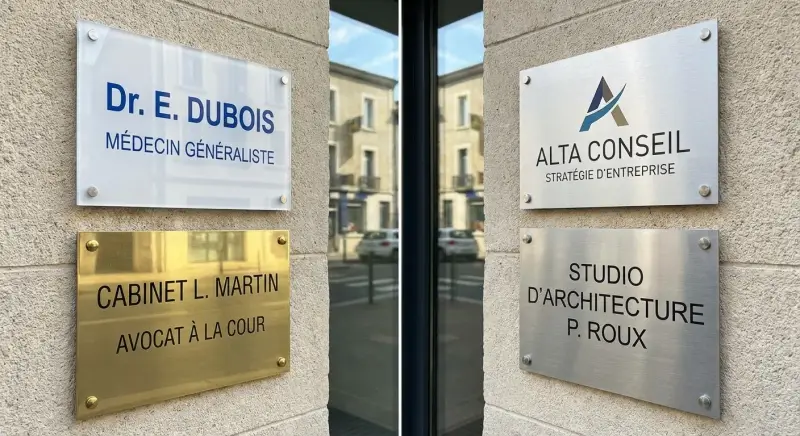 Dr. E. DUBOIS
MÉDECIN GÉNÉRALISTE
CABINET L. MARTIN
AVOCAT À LA COUR
ALTA CONSEIL
STRATÉGIE D'ENTREPRISE
STUDIO
D'ARCHITECTURE
P. ROUX